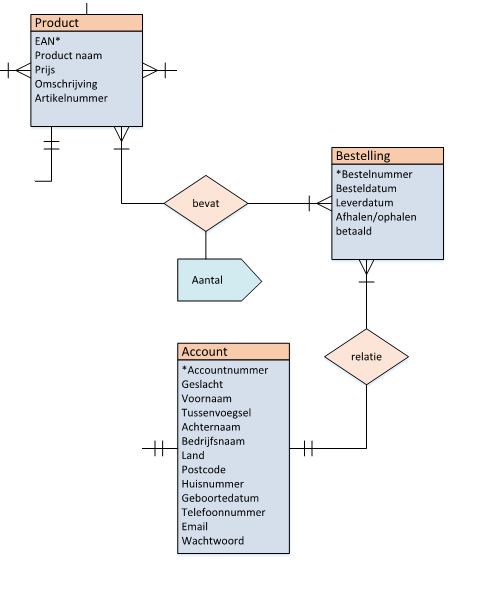 Product
EAN*
Product naam
Prijs
Omschrijving
Artikelnummer
Bestelling
*Bestelnummer
Besteldatum
Leverdatum
Afhalen/ophalen
betaald
bevat
Aantal
relatie
Account
*Accountnummer
Geslacht
Voornaam
Tussenvoegsel
Achternaam
Bedrijfsnaam
Land
Postcode
Huisnummer
Geboortedatum
Telefoonnummer
Email
Wachtwoord